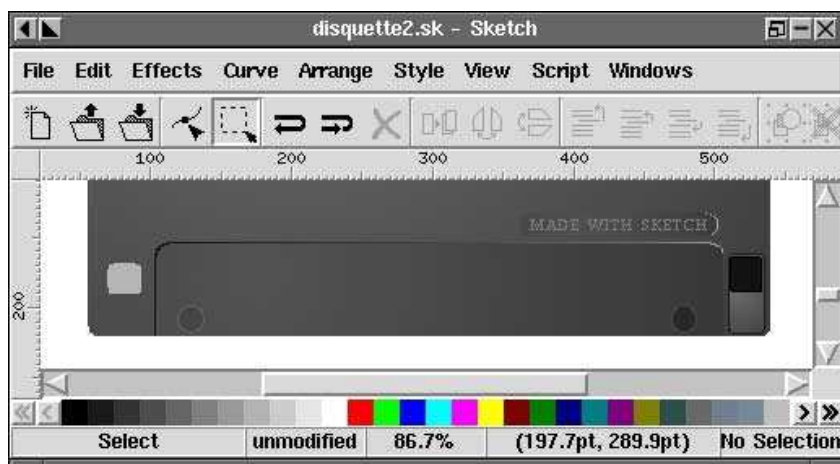 disquette2.sk - Sketch
File Edit Effects Curve Arrange Style View Script Windows
100 200 300 400 500
MADE WITH SKETCH
200
Select unmodified 86.7% (197.7pt, 289.9pt) No Selection